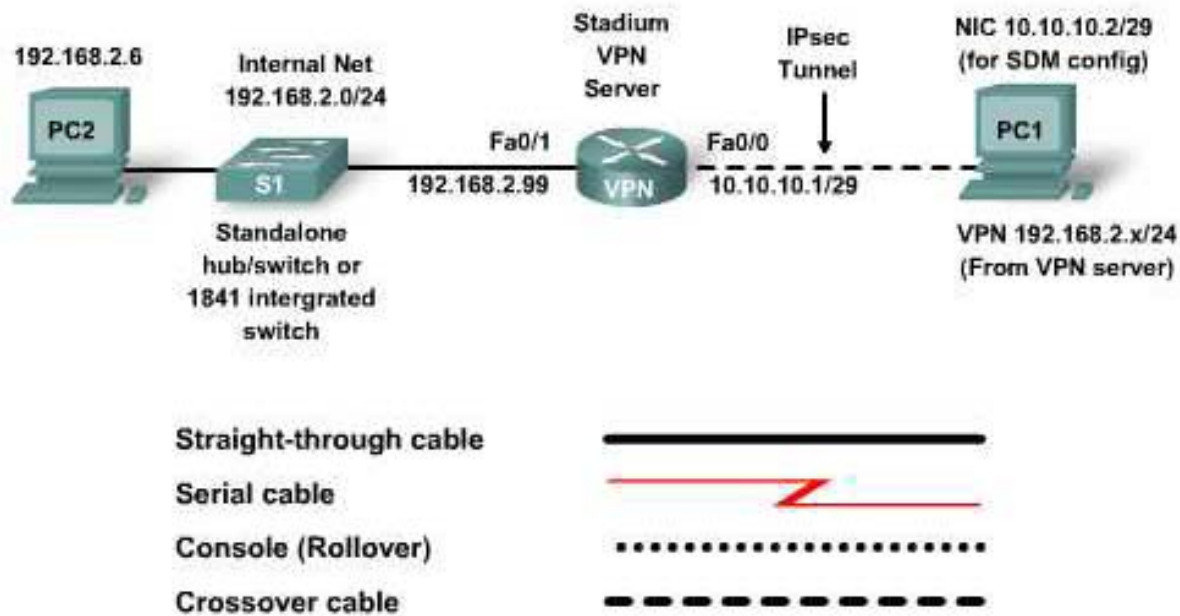 192.168.2.6
PC2
Internal Net
192.168.2.0/24
S1
Standalone
hub/switch or
1841 intergrated
switch
Fa0/1
192.168.2.99
Stadium
VPN
Server
VPN
Fa0/0
10.10.10.1/29
IPsec
Tunnel
NIC 10.10.10.2/29
(for SDM config)
PC1
VPN 192.168.2.x/24
(From VPN server)
Straight-through cable
Serial cable
Console (Rollover)
Crossover cable